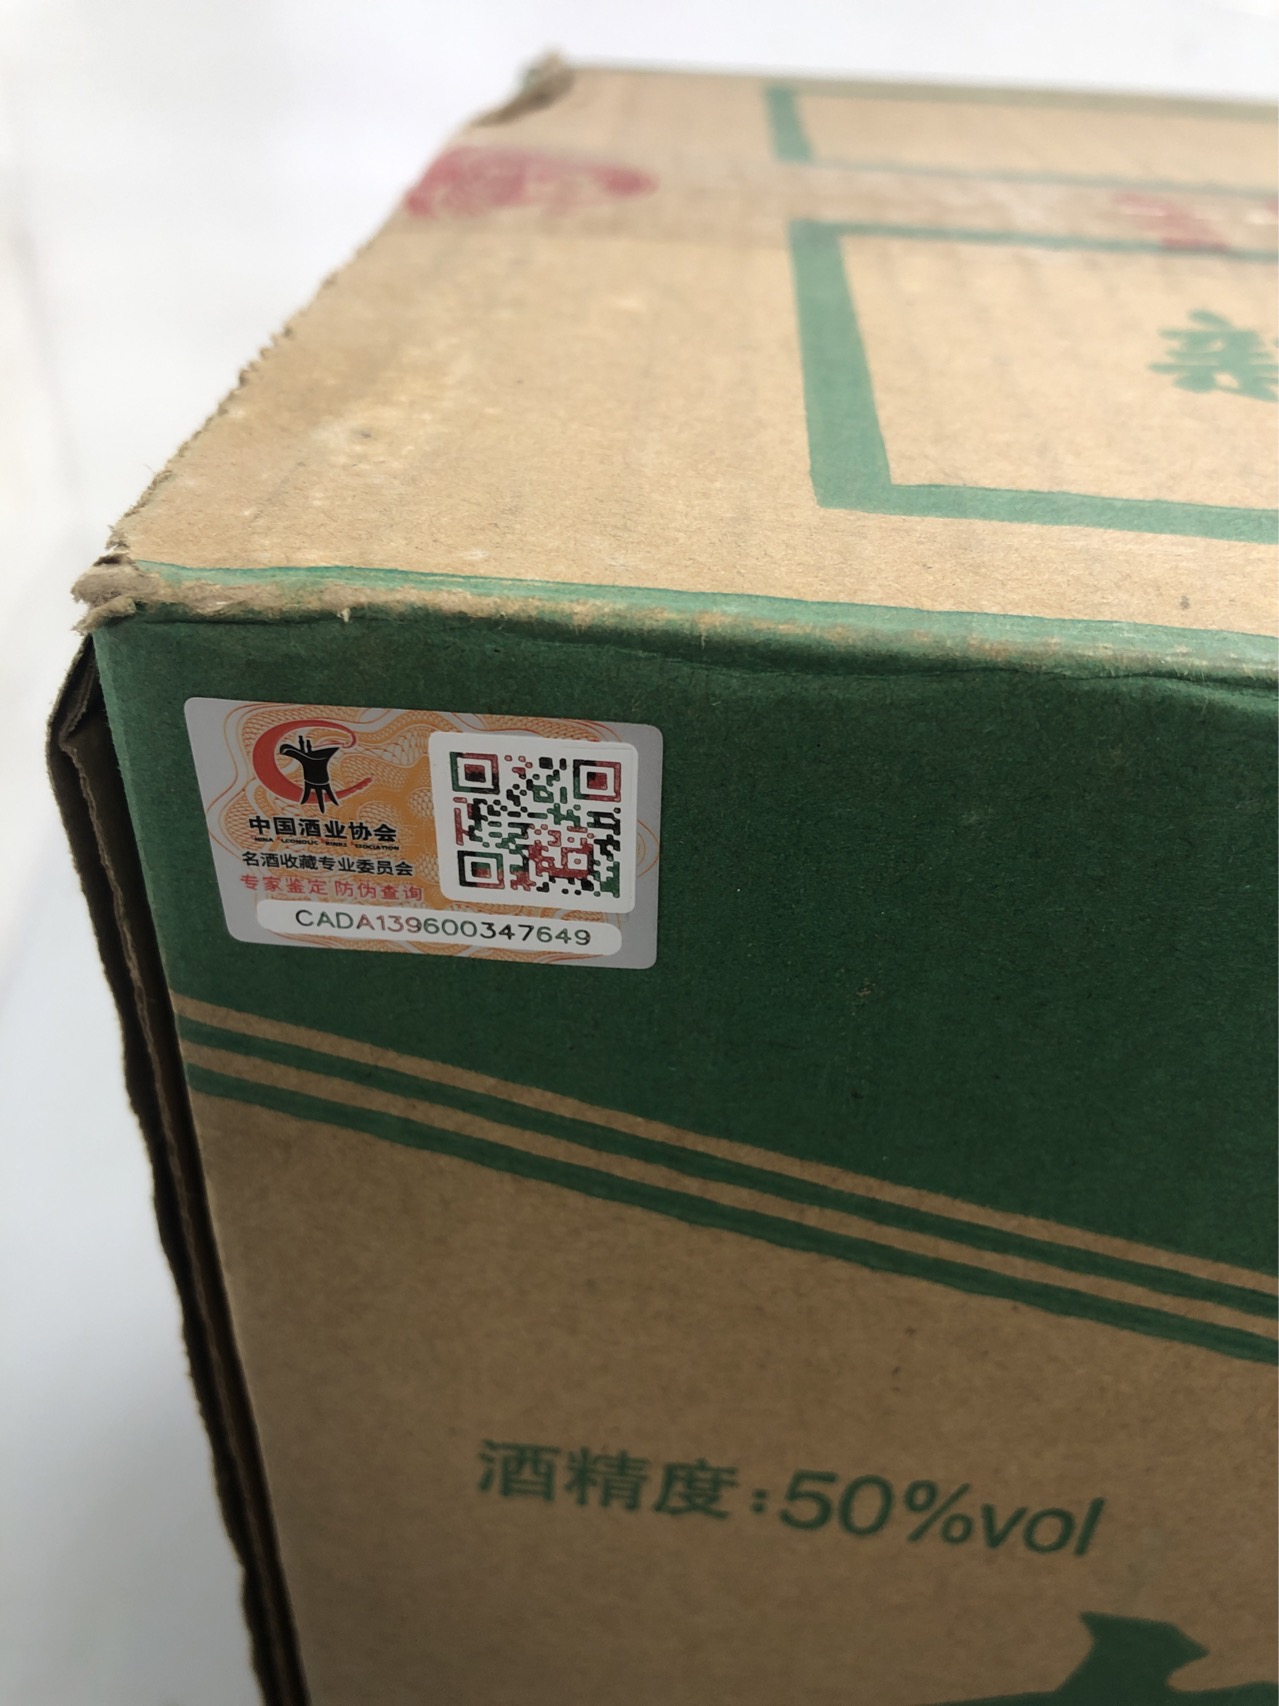 中国酒业协会
名酒收藏专业委员会
专家鉴定 防伪查询
CADA139600347649
酒精度:50%vol